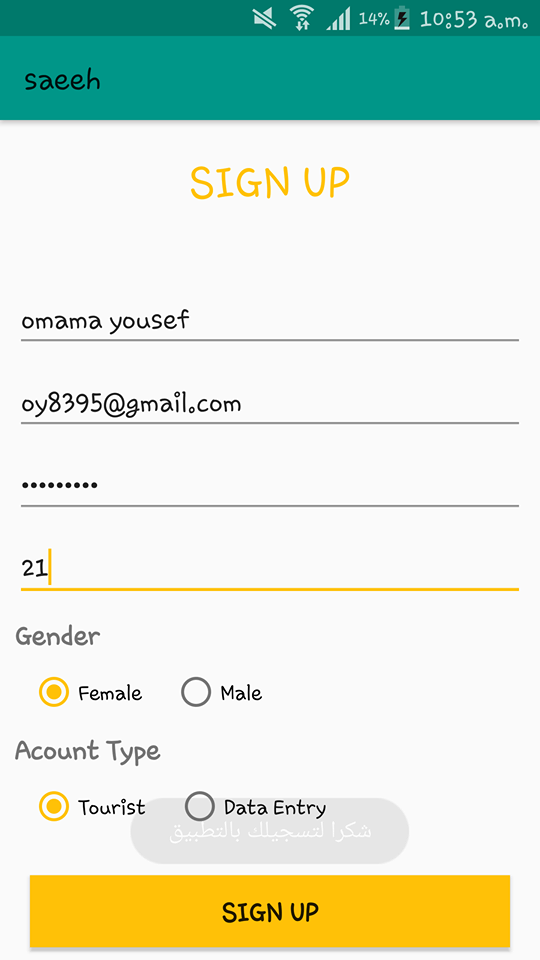 14% 10:53 a.m.
saeeh
SIGN UP
omama yousef
oy8395@gmail.com
•••••••••
21
Gender
Female Male
Acount Type
Tourist Data Entry
شكرا لتسجيلك بالتطبيق
SIGN UP